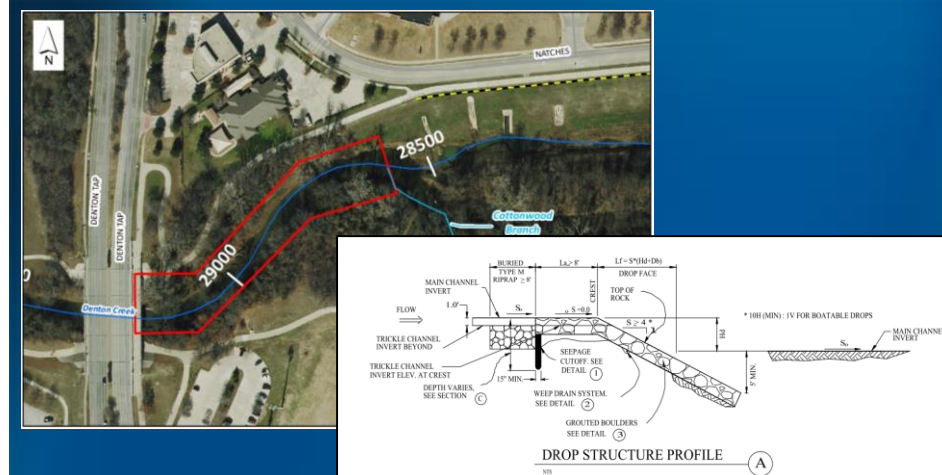 N
NATCHES
28500
DENTON TAP
DENTON TAP
Cottonwood
Branch
29000
Denton Creek
BURIED
TYPE M
RIPRAP ≥ 8'
La > 8'
Lf = S*(Hd+Db)
DROP FACE
MAIN CHANNEL
INVERT
CREST
TOP OF
ROCK
1.0'
FLOW
S = 0.0
S ≥ 4 *
* 10H (MIN) : 1V FOR BOATABLE DROPS
Hd
MAIN CHANNEL
INVERT
TRICKLE CHANNEL
INVERT BEYOND
TRICKLE CHANNEL
INVERT ELEV. AT CREST
SEEPAGE
CUTOFF. SEE
DETAIL 1
DEPTH VARIES,
SEE SECTION C
15" MIN.
5' MIN.
WEEP DRAIN SYSTEM.
SEE DETAIL 2
GROUTED BOULDERS
SEE DETAIL 3
DROP STRUCTURE PROFILE A
NTS